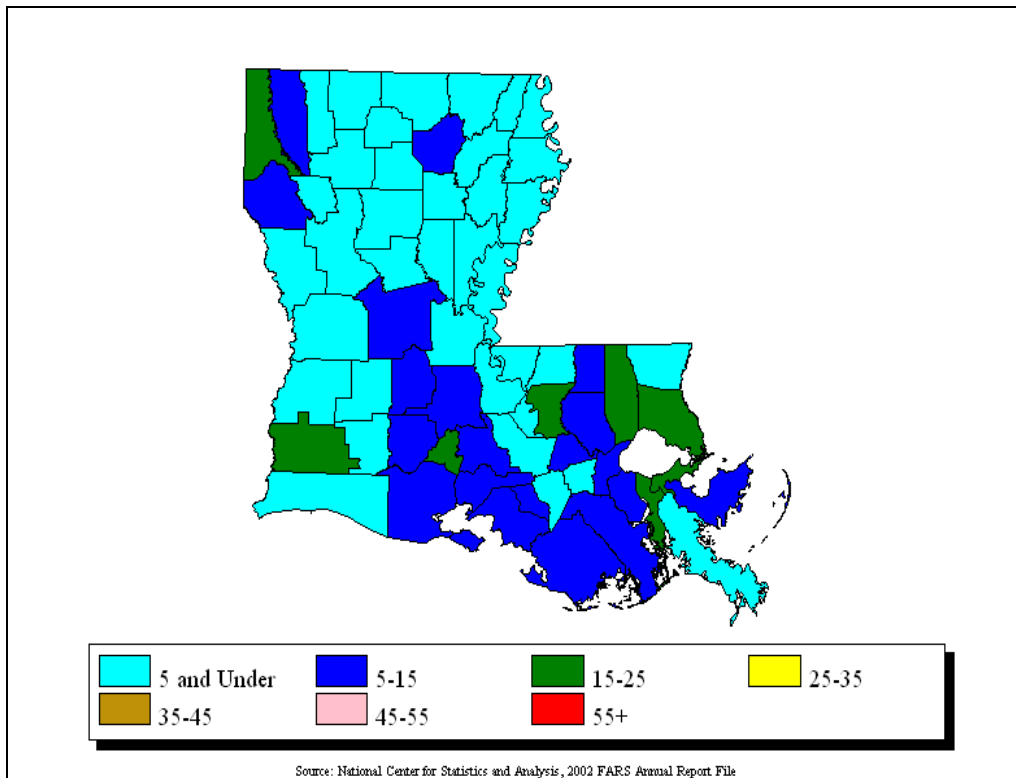 5 and Under 5-15 15-25 25-35
35-45 45-55 55+
Source: National Center for Statistics and Analysis, 2002 FARS Annual Report File